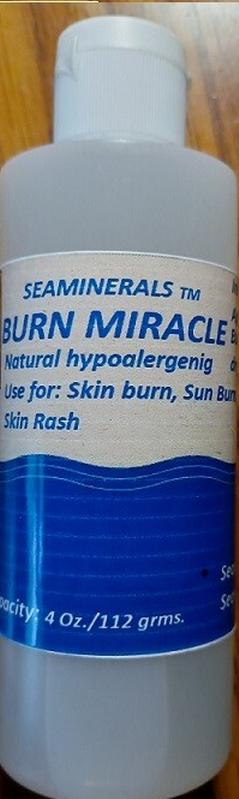 SEAMINERALS TM
BURN MIRACLE
Natural hypoalergenig
Use for: Skin burn, Sun Burn
Skin Rash
pacity: 4 Oz./112 grms.